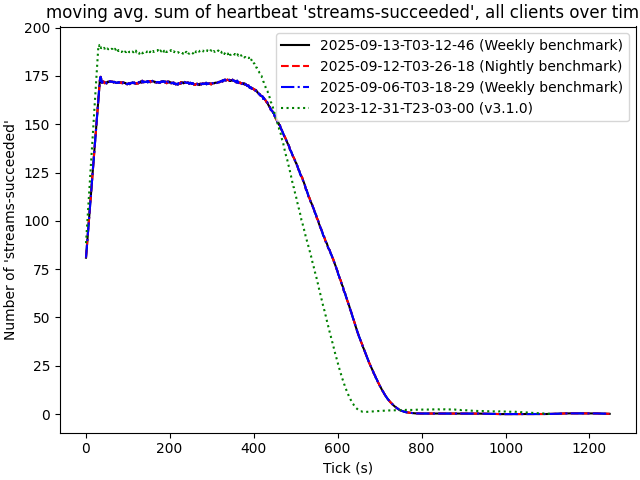 moving avg. sum of heartbeat 'streams-succeeded', all clients over tim
200
175
150
125
100
75
50
25
0
Number of 'streams-succeeded'
2025-09-13-T03-12-46 (Weekly benchmark)
2025-09-12-T03-26-18 (Nightly benchmark)
2025-09-06-T03-18-29 (Weekly benchmark)
2023-12-31-T23-03-00 (v3.1.0)
0 200 400 600 800 1000 1200
Tick (s)